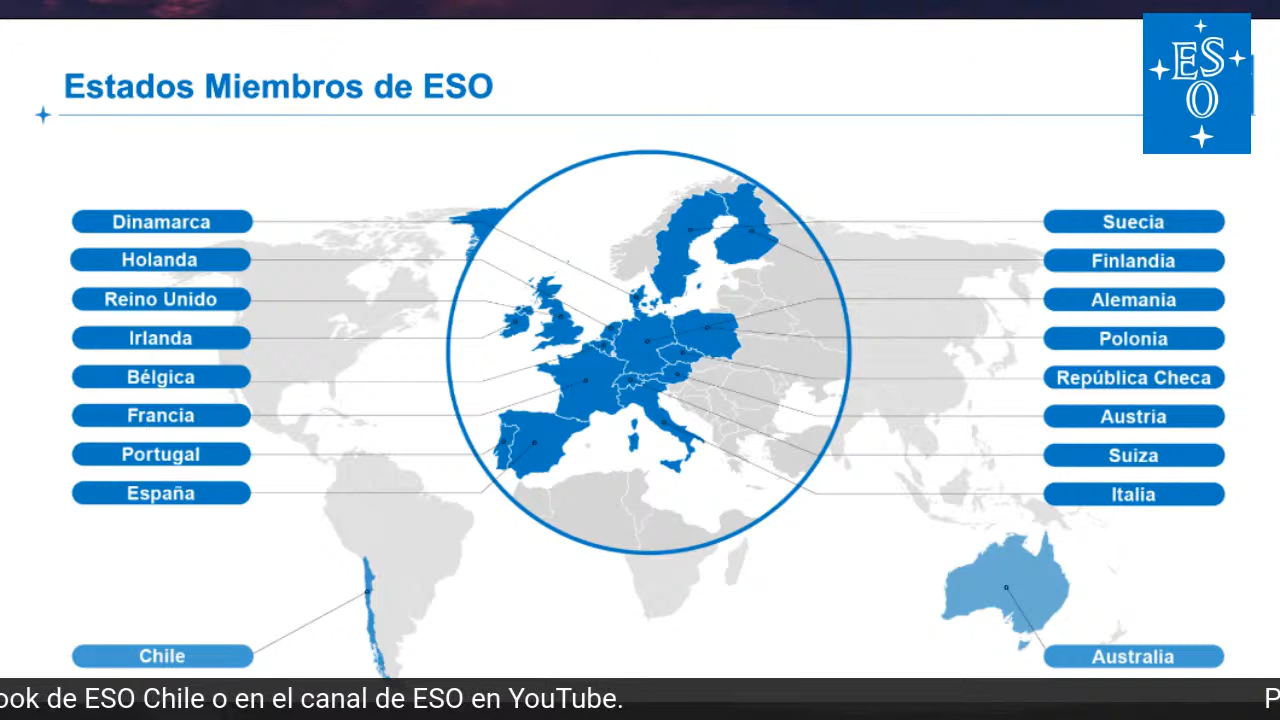 Estados Miembros de ESO
ES
O
Dinamarca
Holanda
Reino Unido
Irlanda
Bélgica
Francia
Portugal
España
Chile
Suecia
Finlandia
Alemania
Polonia
República Checa
Austria
Suiza
Italia
Australia
ook de ESO Chile o en el canal de ESO en YouTube.
P